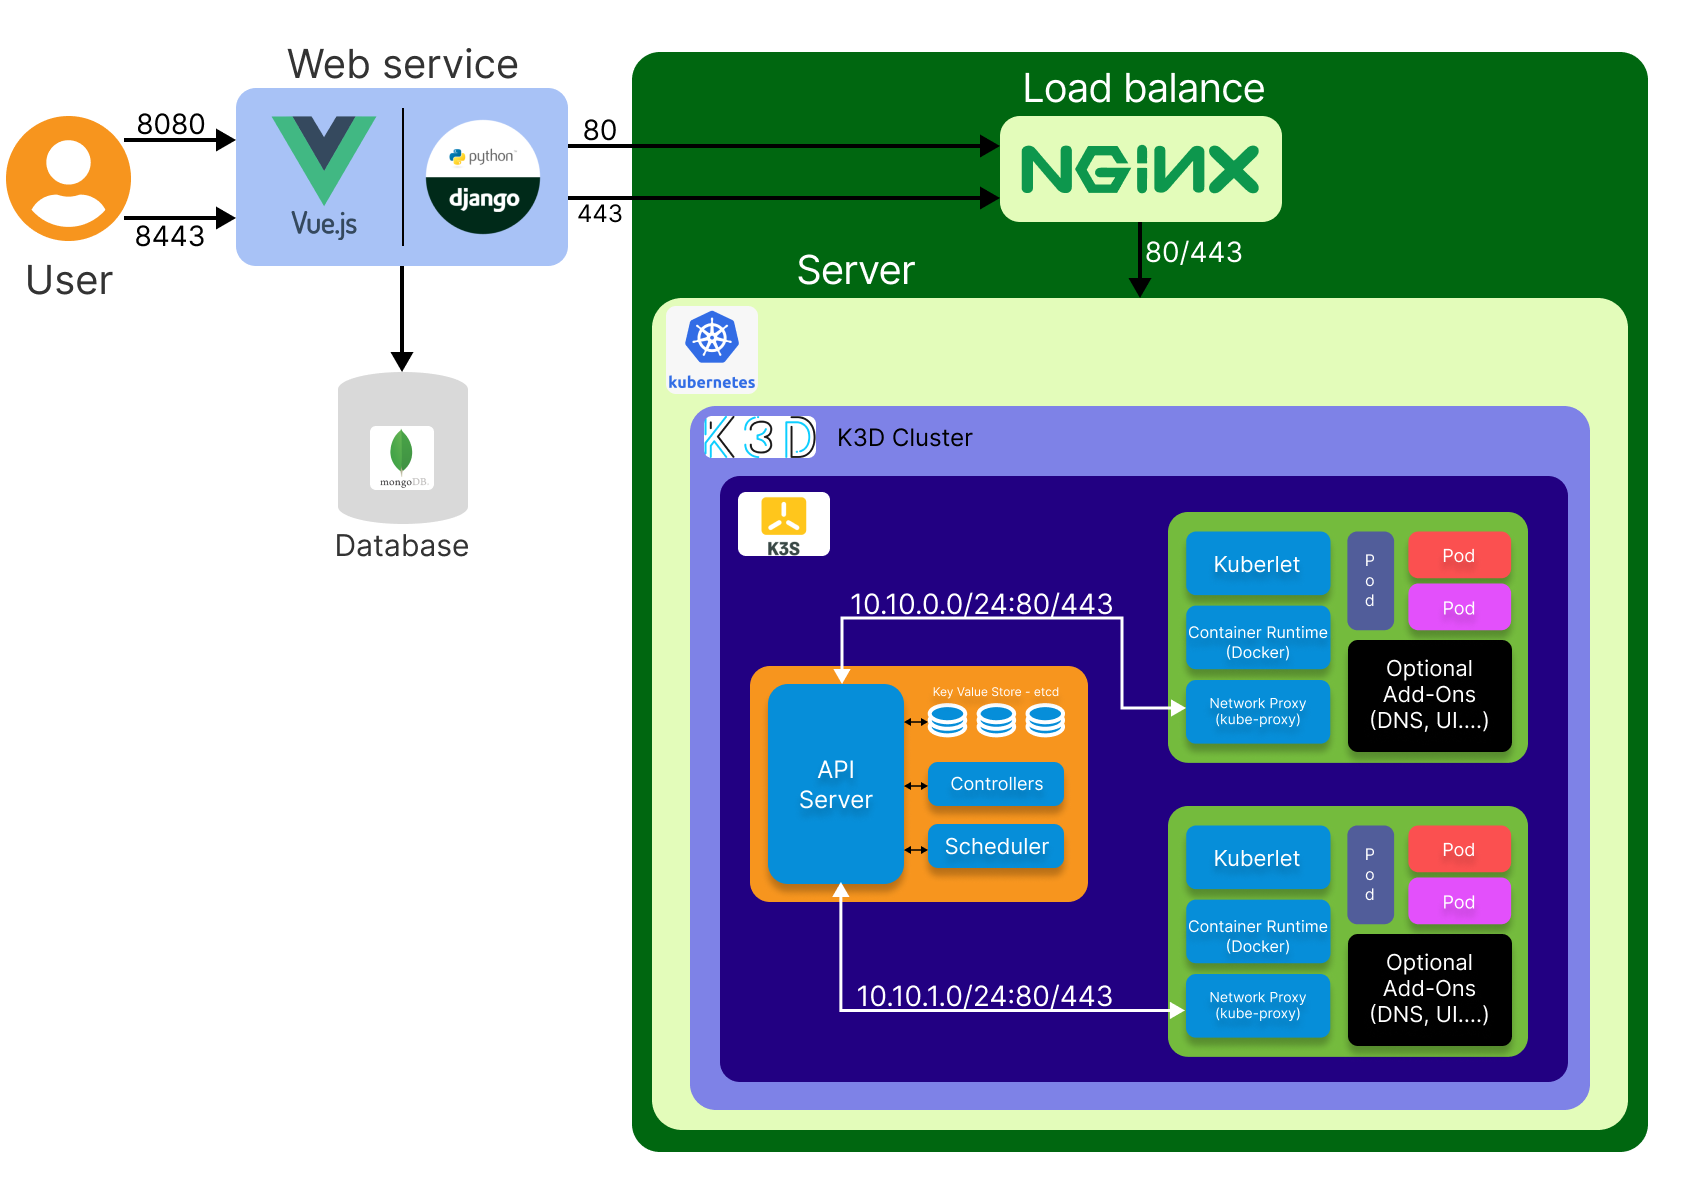 Web service
8080
8443
User
Vue.js
python
django
80
443
Load balance
NGINX
80/443
Server
mongoDB.
Database
kubernetes
K3D
K3D Cluster
K3S
10.10.0.0/24:80/443
API
Server
Key Value Store - etcd
Controllers
Scheduler
10.10.1.0/24:80/443
Kuberlet
Container Runtime
(Docker)
Network Proxy
(kube-proxy)
Pod
Pod
Pod
Optional
Add-Ons
(DNS, UI....)
Kuberlet
Container Runtime
(Docker)
Network Proxy
(kube-proxy)
Pod
Pod
Pod
Optional
Add-Ons
(DNS, UI....)